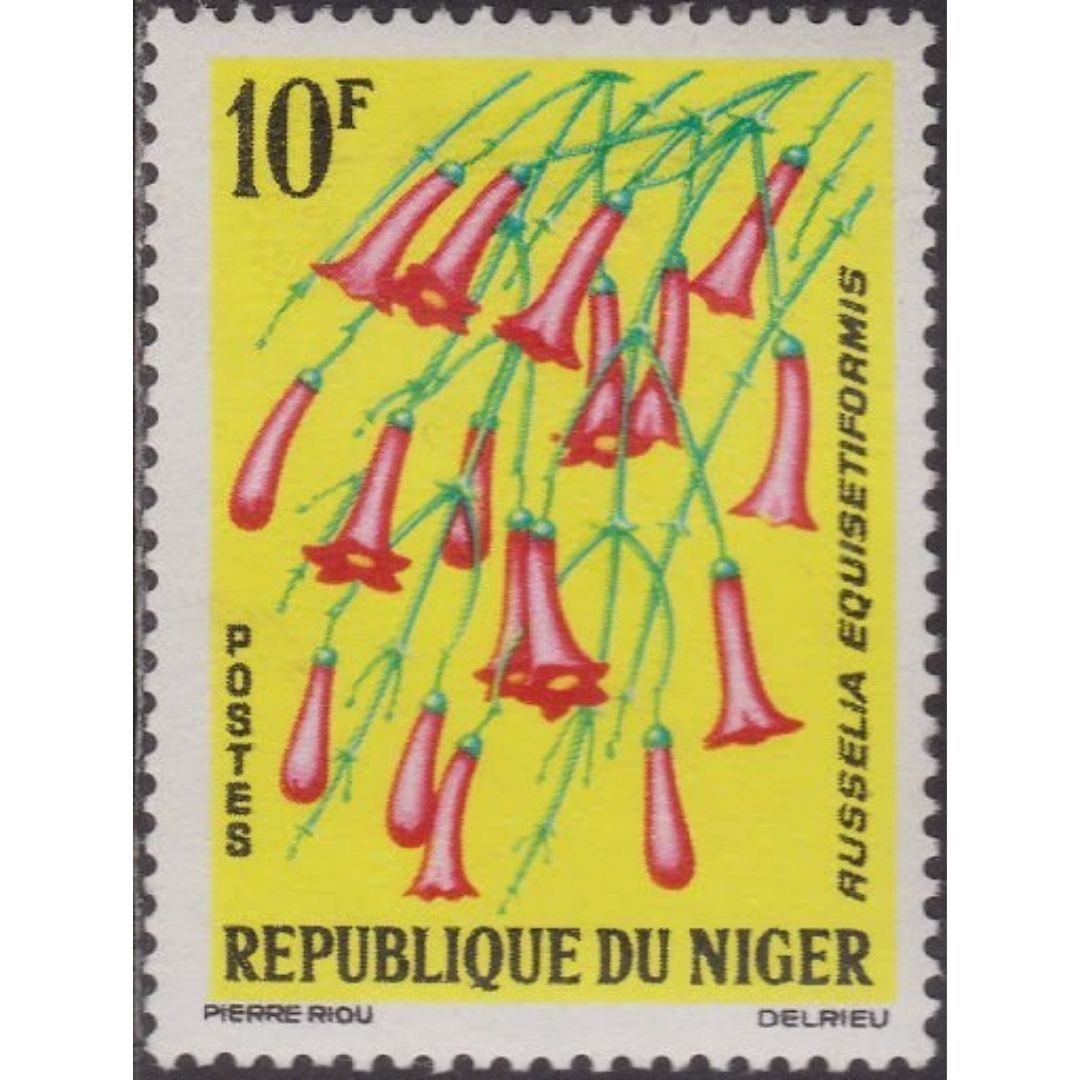 10F
RUSSELIA EQUISETIFORMIS
POSTES
REPUBLIQUE DU NIGER
PIERRE RIOU
DELRIEU